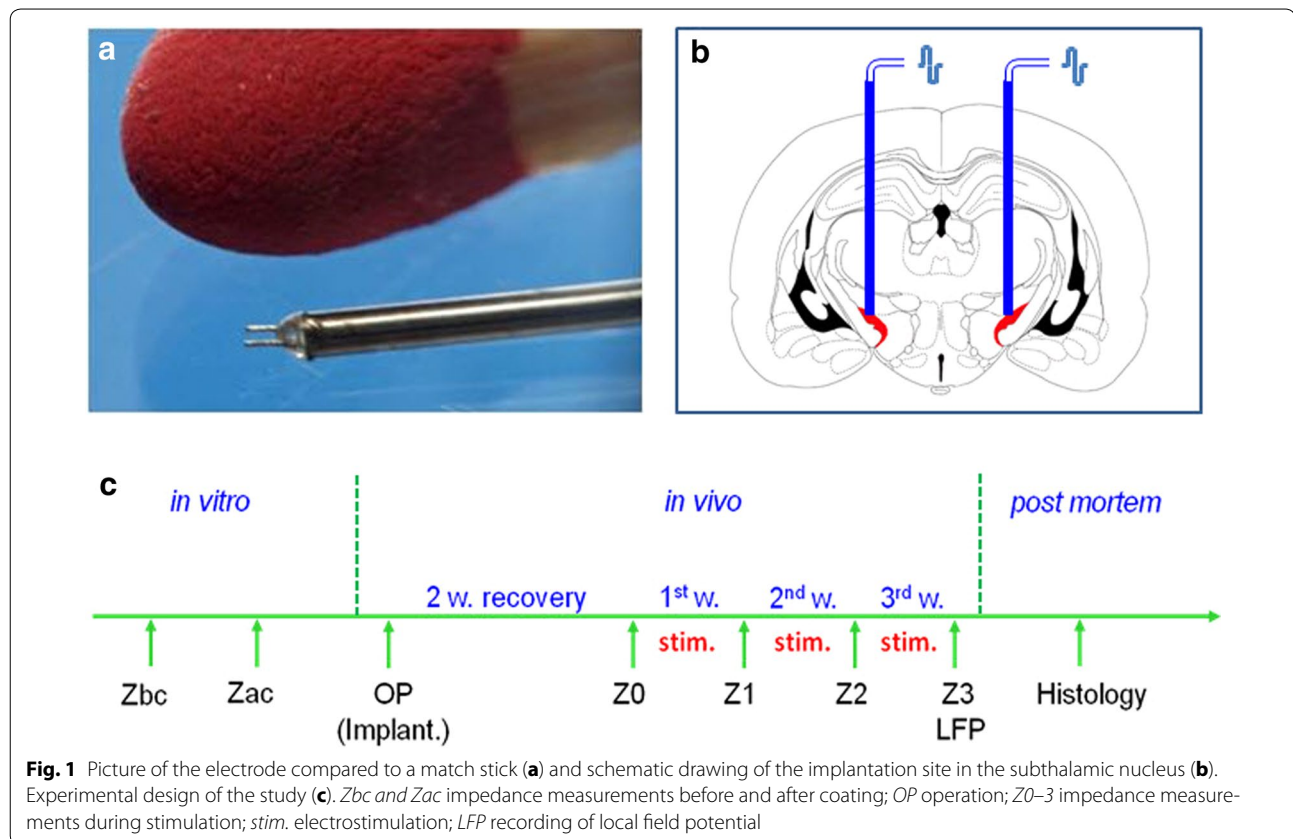 a
b
c
in vitro
in vivo
post mortem
2 w. recovery
1st w.
2nd w.
3rd w.
stim.
stim.
stim.
Zbc
Zac
OP
(Implant.)
Z0
Z1
Z2
Z3
LFP
Histology
Fig. 1 Picture of the electrode compared to a match stick (a) and schematic drawing of the implantation site in the subthalamic nucleus (b).
Experimental design of the study (c). Zbc and Zac impedance measurements before and after coating; OP operation; Z0–3 impedance measure-
ments during stimulation; stim. electrostimulation; LFP recording of local field potential